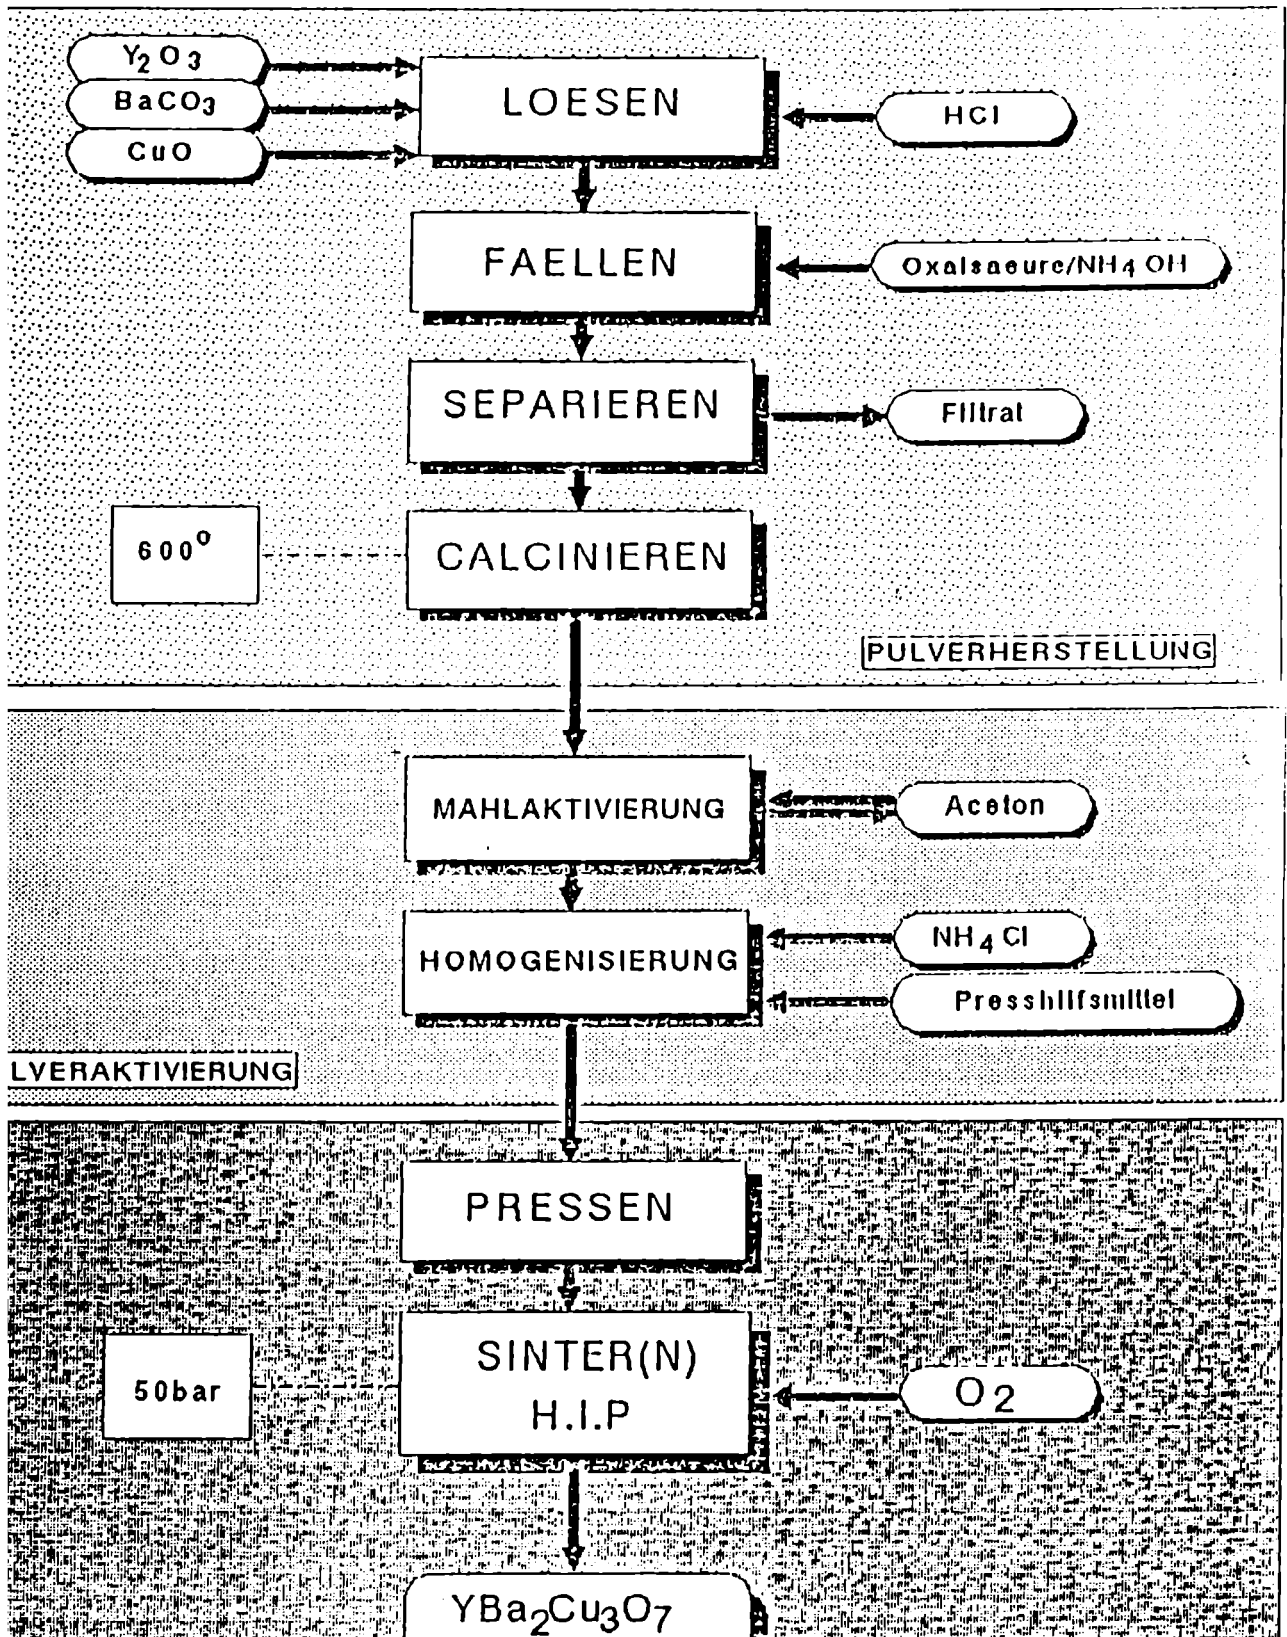 Y₂O₃
BaCO₃
CuO
LOESEN
HCl
FAELLEN
Oxalsaeure/NH₄OH
SEPARIEREN
Filtrat
600°
CALCINIEREN
PULVERHERSTELLUNG
MAHLAKTIVIERUNG
Aceton
HOMOGENISIERUNG
NH₄Cl
Presshilfsmittel
LVERAKTIVIERUNG
PRESSEN
SINTER(N)
H.I.P
50bar
O₂
YBa₂Cu₃O₇